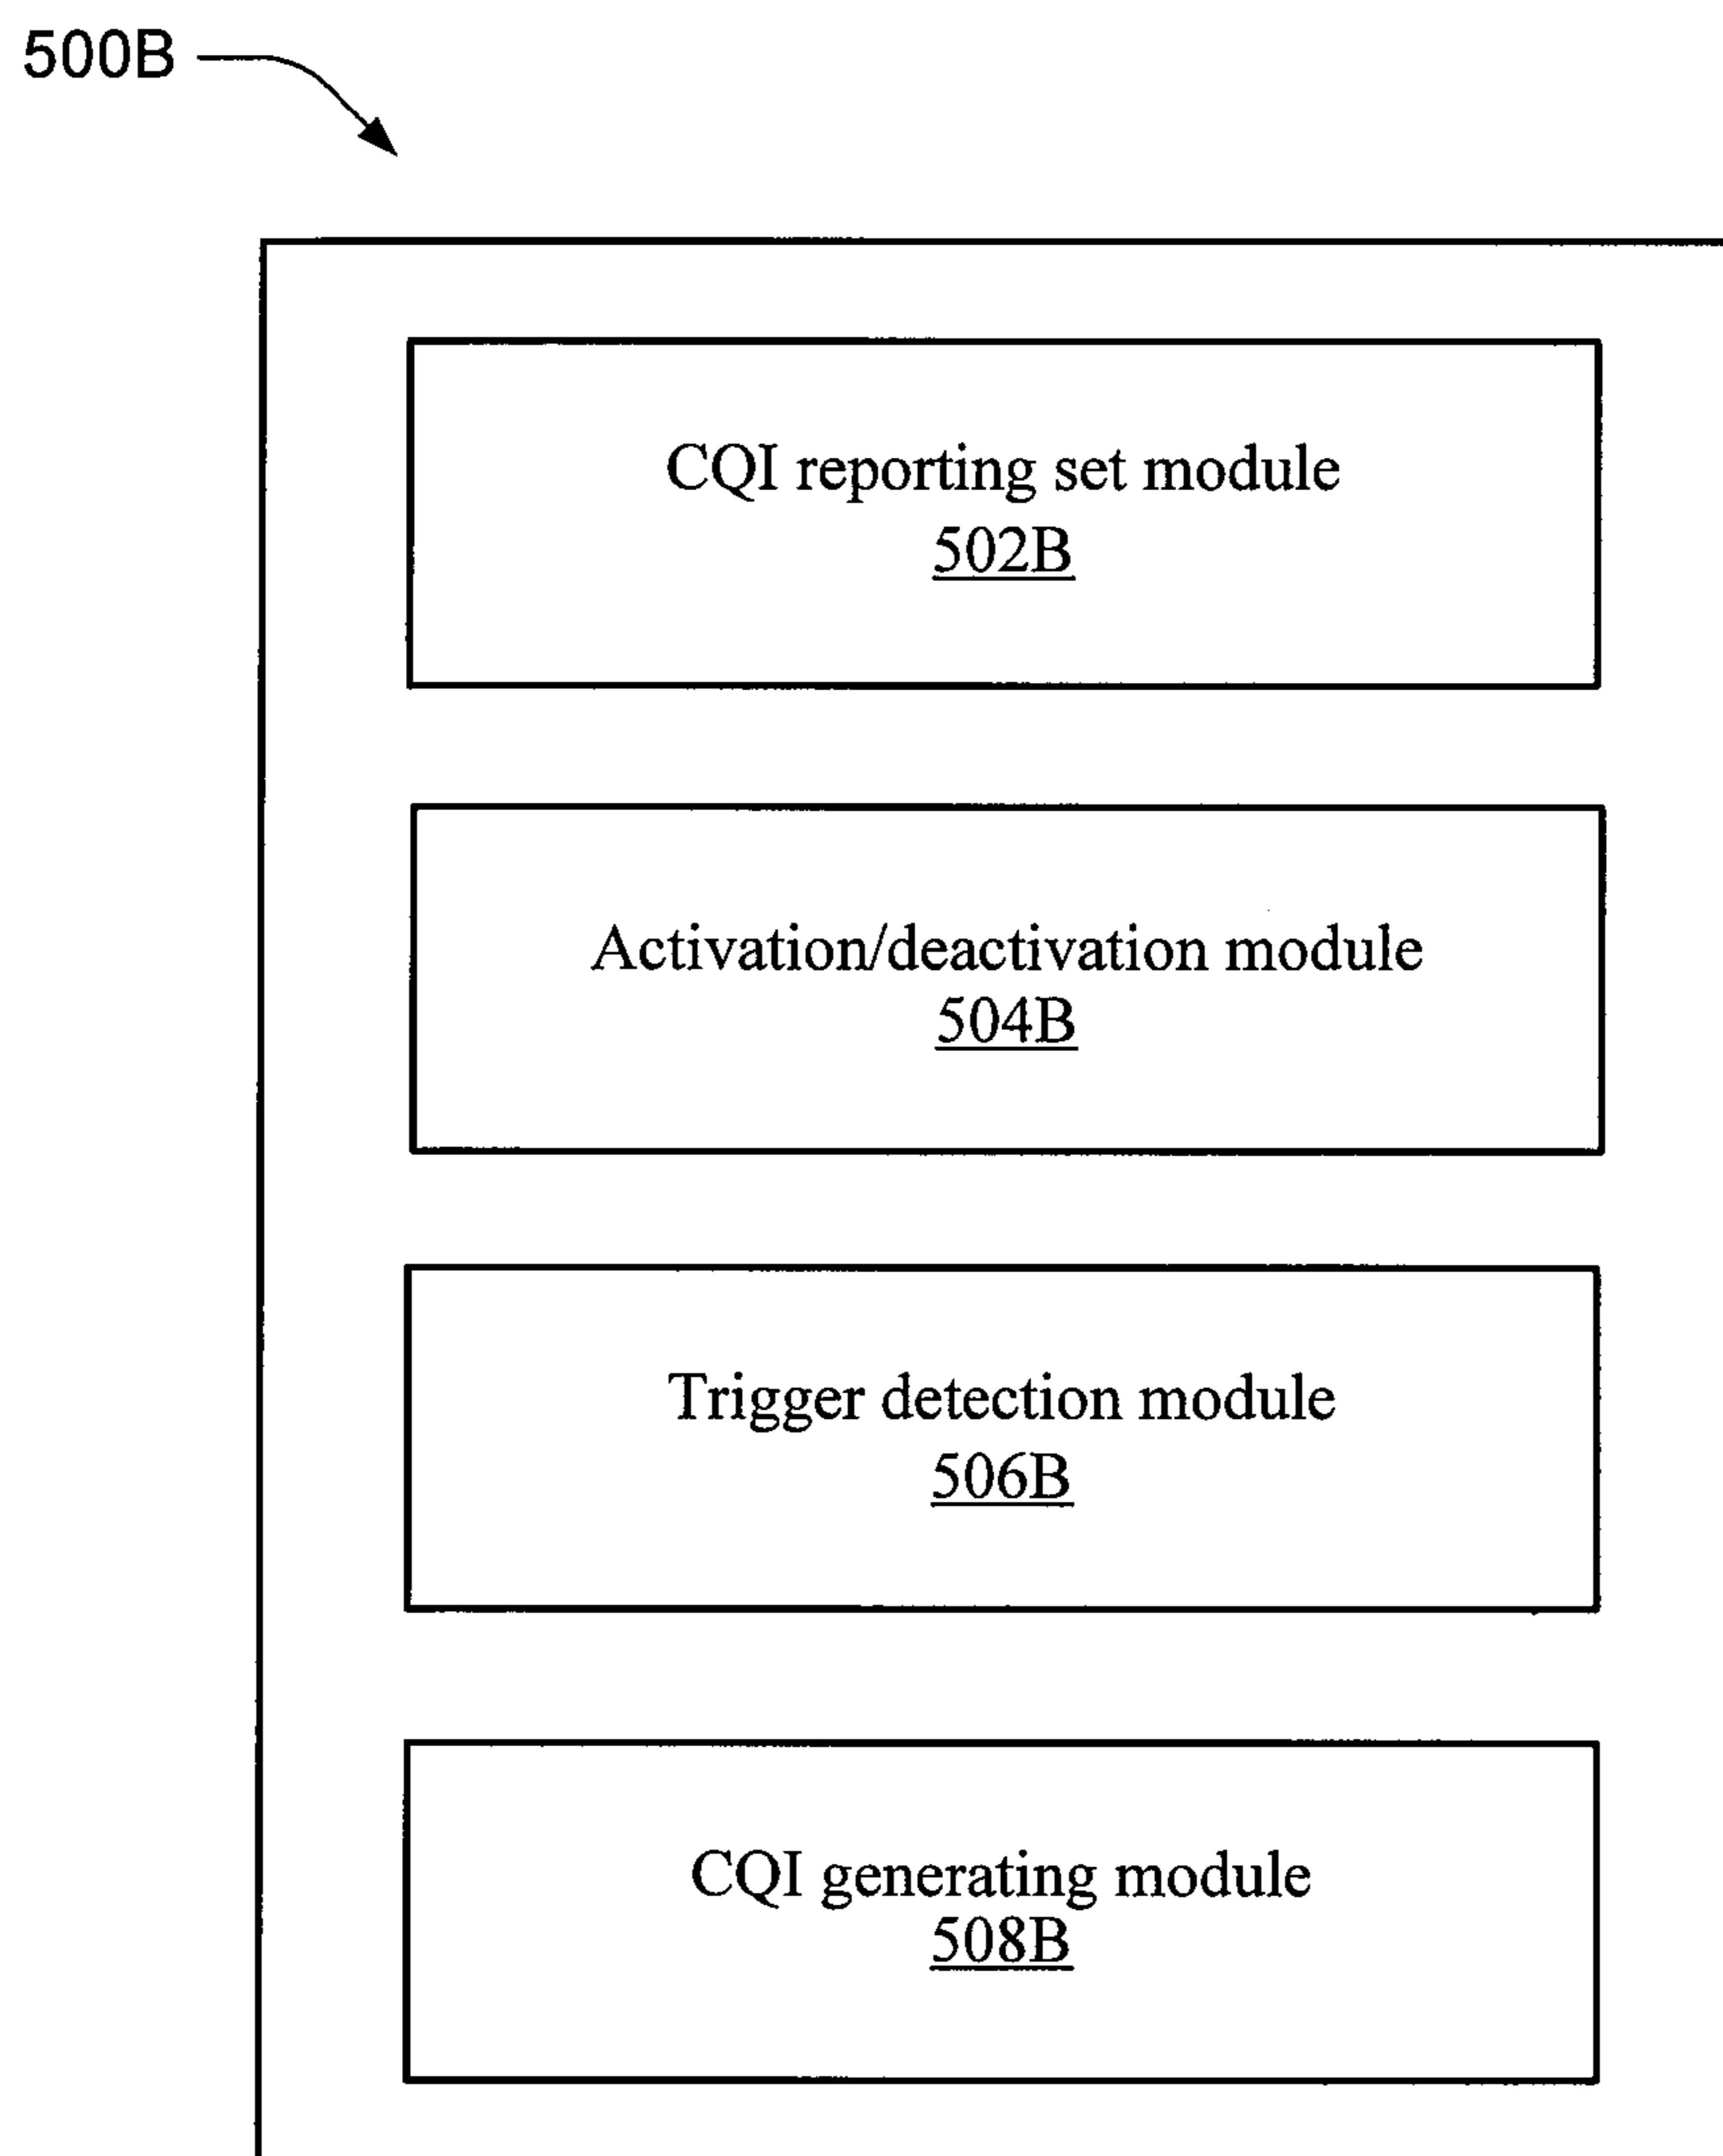 500B
CQI reporting set module
502B
Activation/deactivation module
504B
Trigger detection module
506B
CQI generating module
508B